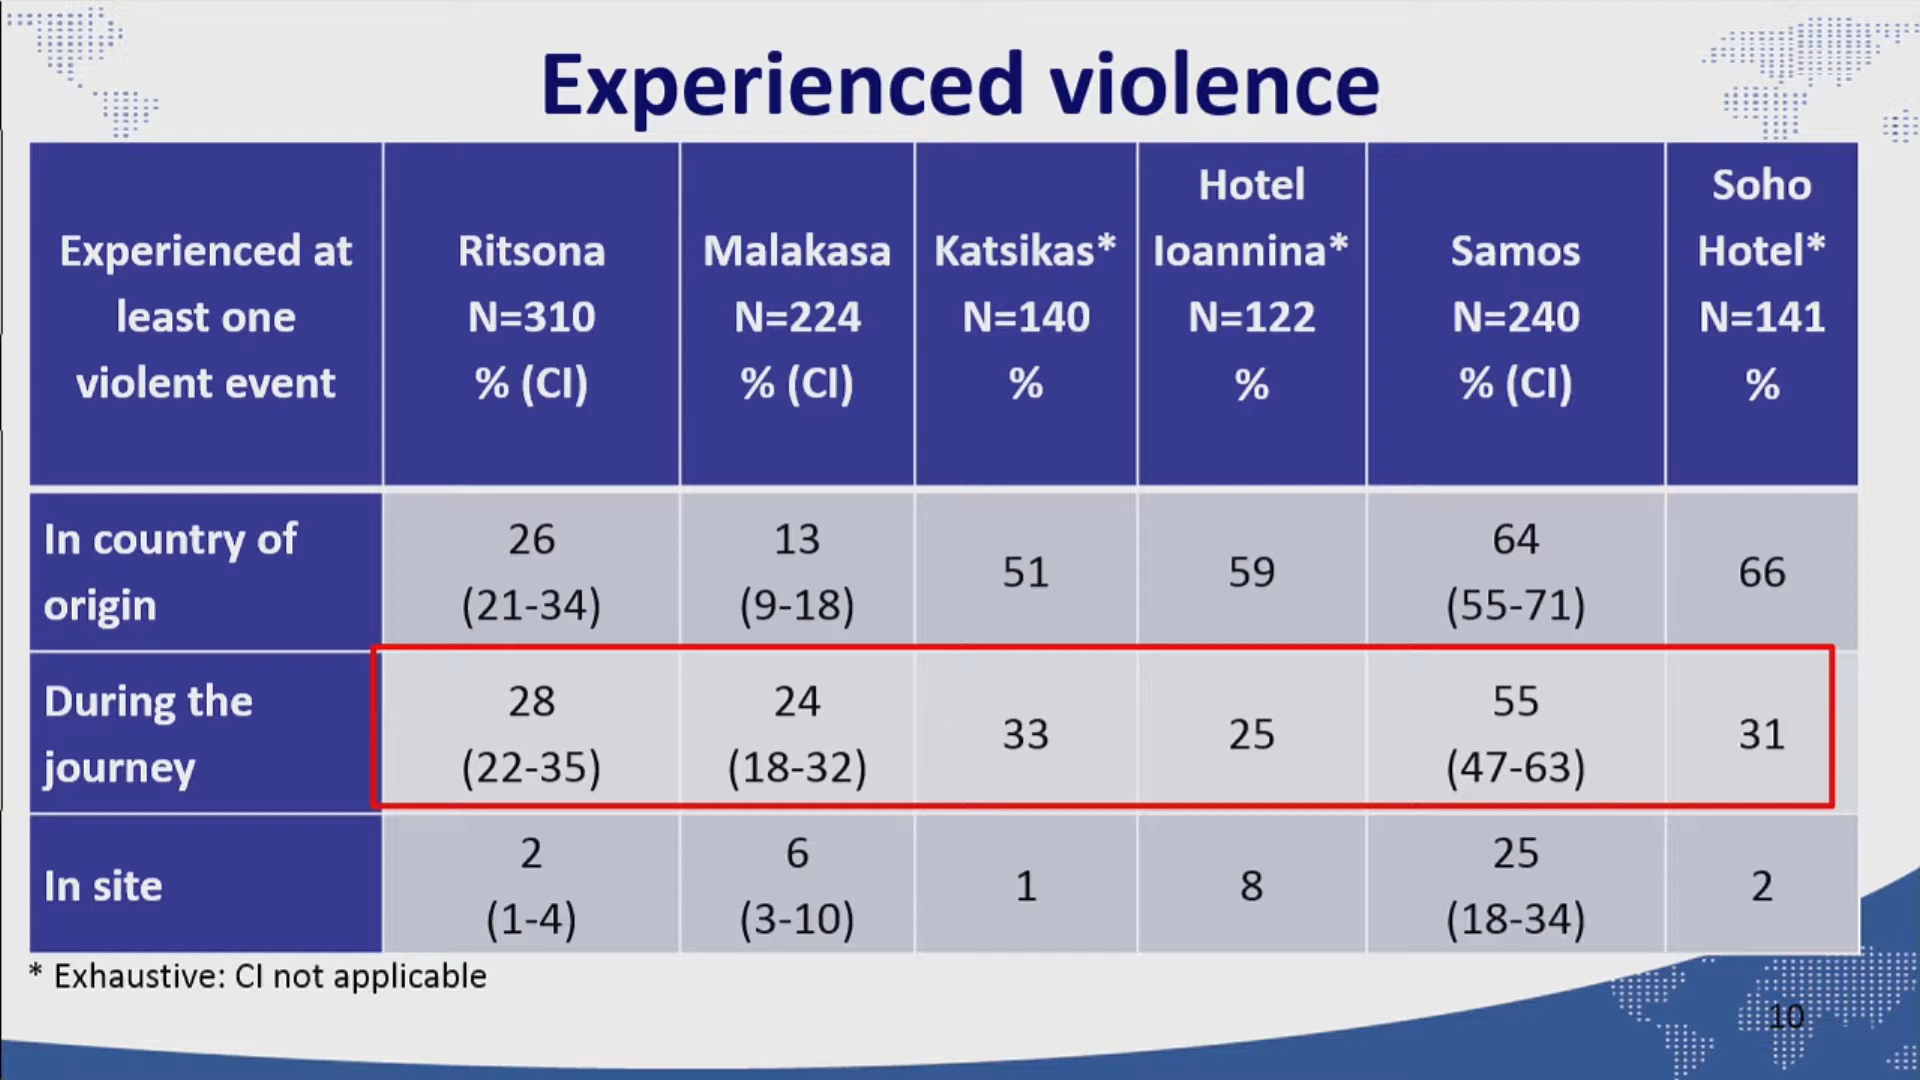 Experienced violence
Experienced at
least one
violent event
Ritsona
N=310
% (CI)
Malakasa
N=224
% (CI)
Katsikas*
N=140
%
Hotel
Ioannina*
N=122
%
Samos
N=240
% (CI)
Soho
Hotel*
N=141
%
In country of
origin
26
(21-34)
13
(9-18)
51
59
64
(55-71)
66
During the
journey
28
(22-35)
24
(18-32)
33
25
55
(47-63)
31
In site
2
(1-4)
6
(3-10)
1
8
25
(18-34)
2
* Exhaustive: CI not applicable
10